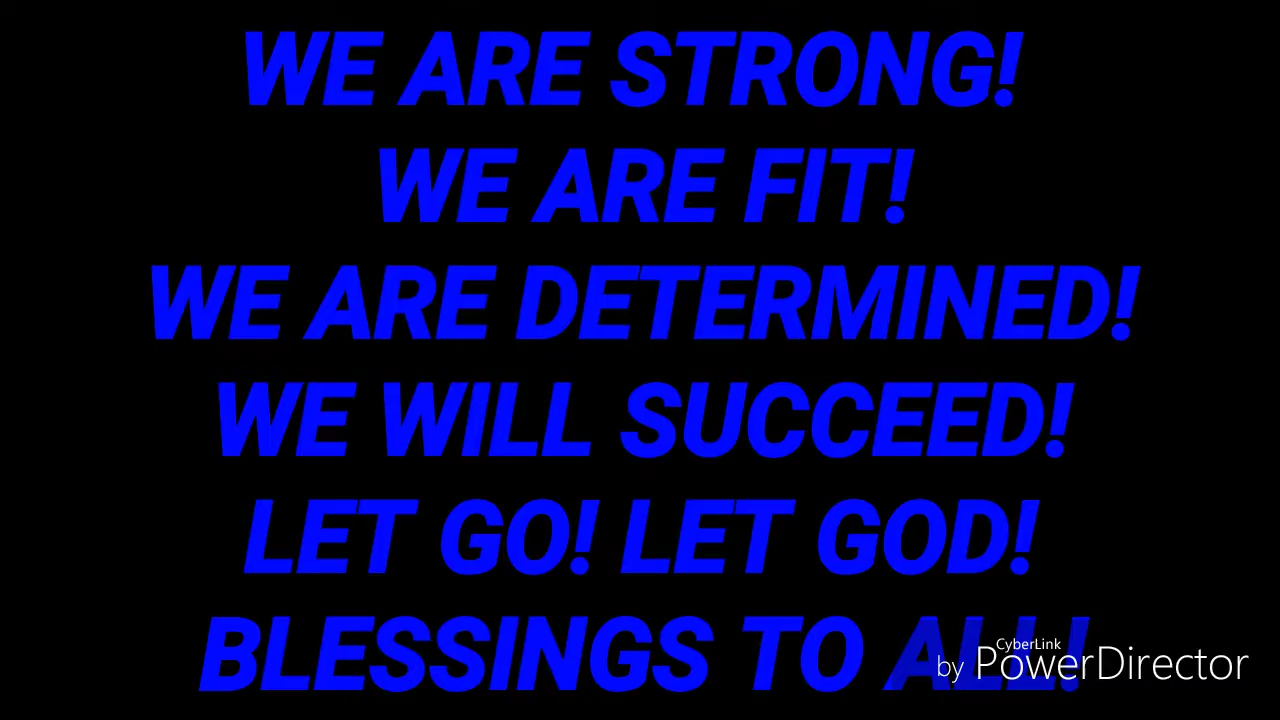 WE ARE STRONG!
WE ARE FIT!
WE ARE DETERMINED!
WE WILL SUCCEED!
LET GO! LET GOD!
BLESSINGS TO ALL!
CyberLink
by PowerDirector